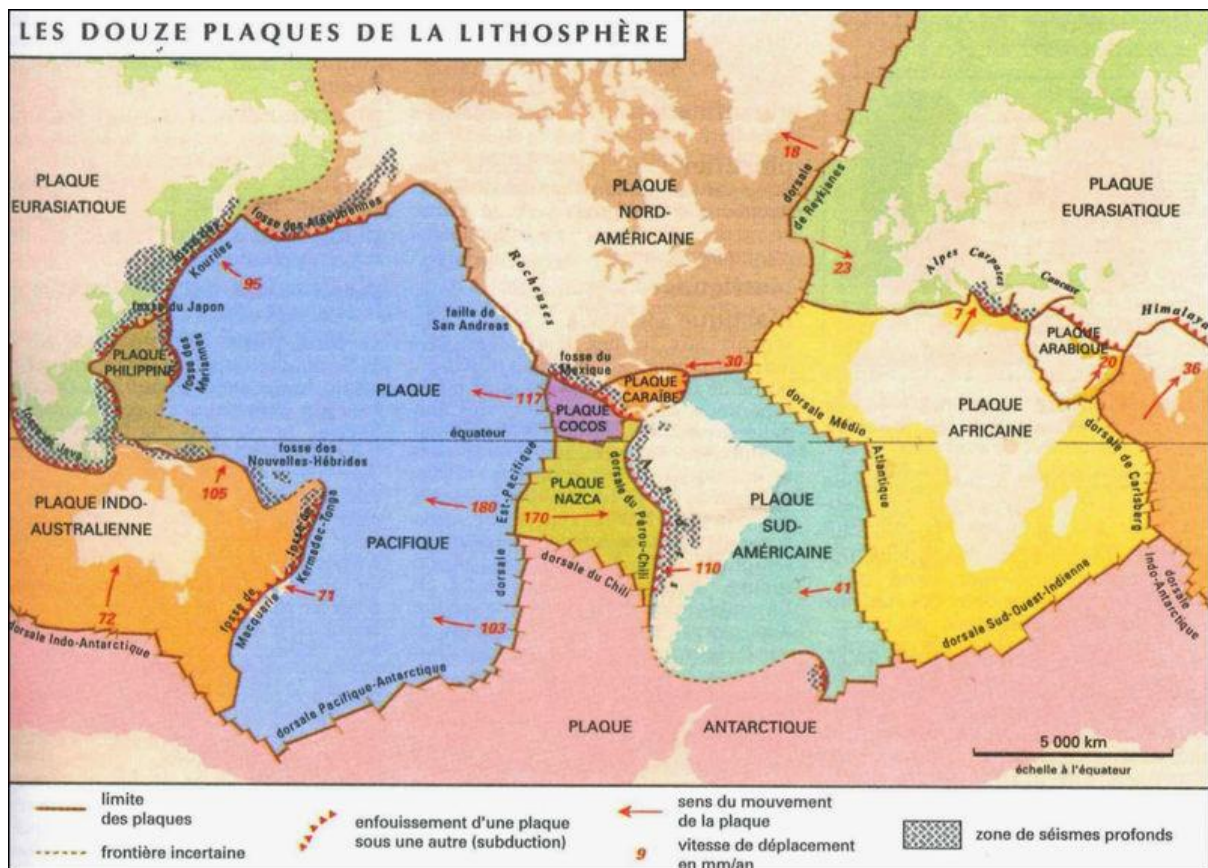 LES DOUZE PLAQUES DE LA LITHOSPHÈRE
PLAQUE
EURASIATIQUE
fosse des Aléoutiennes
Kouriles
95
fosse du Japon
PLAQUE
PHILIPPINE
fosse des
Mariannes
fosse de Java
PLAQUE
NORD-
AMÉRICAINE
Rocheuses
faille de
San Andreas
18
dorsale
de Reykjanes
23
PLAQUE
EURASIATIQUE
Alpes
Carpates
Caucase
Himalaya
7
PLAQUE
ARABIQUE
20
36
fosse du
Mexique
30
PLAQUE
CARAÏBE
PLAQUE
117
PLAQUE
COCOS
équateur
dorsale Médio
Atlantique
PLAQUE
AFRICAINE
dorsale de Carlsberg
fosse des
Nouvelles-Hébrides
105
PLAQUE INDO-
AUSTRALIENNE
72
fosse de
Kermadec-Tonga
180
PACIFIQUE
dorsale
Est-Pacifique
PLAQUE
NAZCA
170
dorsale du Pérou-Chili
Andes
110
PLAQUE
SUD-
AMÉRICAINE
41
fosse de
Macquarie
71
103
dorsale du Chili
dorsale Sud-Ouest-Indienne
dorsale
Indo-Antarctique
dorsale Indo-Antarctique
dorsale Pacifique-Antarctique
PLAQUE
ANTARCTIQUE
5 000 km
échelle à l'équateur
limite
des plaques
frontière incertaine
enfouissement d'une plaque
sous une autre (subduction)
sens du mouvement
de la plaque
9
vitesse de déplacement
en mm/an
zone de séismes profonds